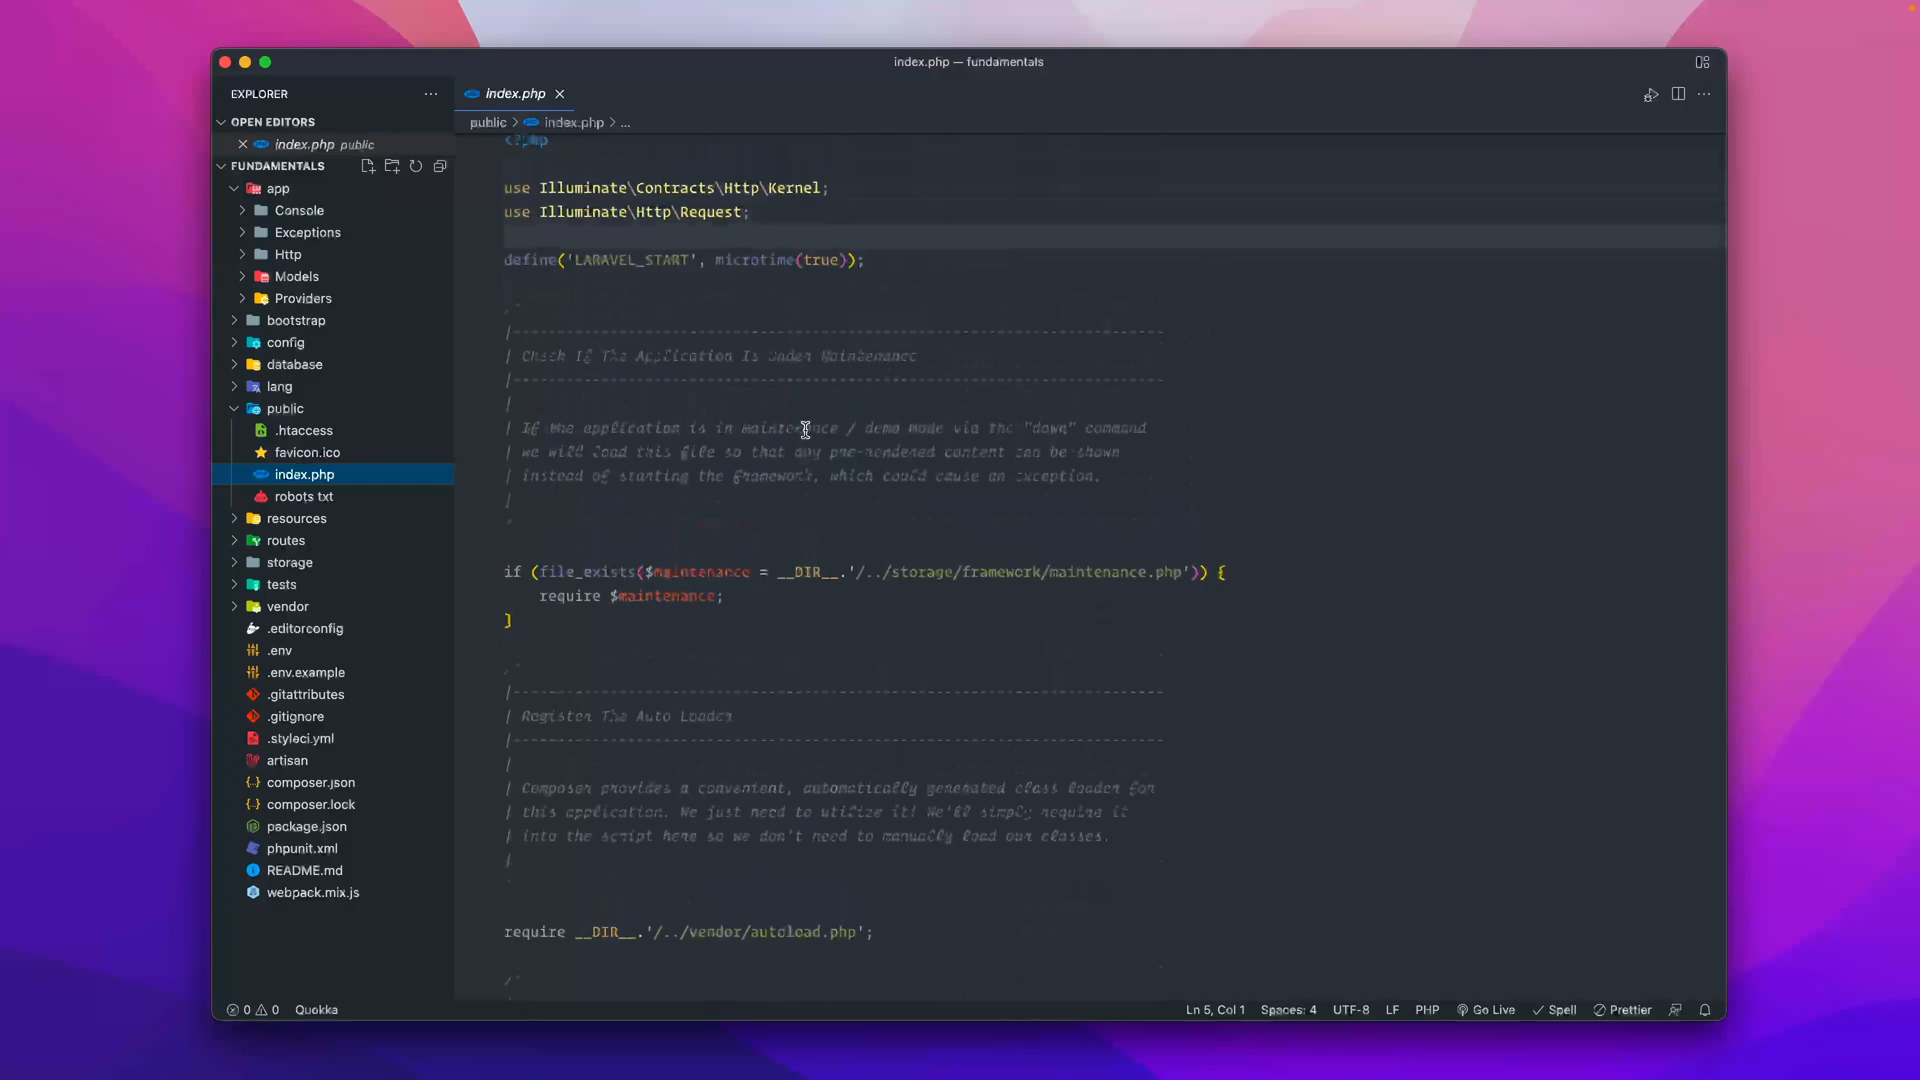 index.php — fundamentals
EXPLORER
index.php
OPEN EDITORS
public > index.php > ...
index.php public
FUNDAMENTALS
app
Console
Exceptions
Http
Models
Providers
bootstrap
config
database
lang
public
.htaccess
favicon.ico
index.php
robots.txt
resources
routes
storage
tests
vendor
.editorconfig
.env
.env.example
.gitattributes
.gitignore
.styleci.yml
artisan
composer.json
composer.lock
package.json
phpunit.xml
README.md
webpack.mix.js
<?php
use Illuminate\Contracts\Http\Kernel;
use Illuminate\Http\Request;
define('LARAVEL_START', microtime(true));
|--------------------------------------------------------------------------
| Check If The Application Is Under Maintenance
|--------------------------------------------------------------------------
|
| If the application is in maintenance / demo mode via the "down" command
| we will load this file so that any pre-rendered content can be shown
| instead of starting the framework, which could cause an exception.
|
if (file_exists($maintenance = __DIR__.'/../storage/framework/maintenance.php')) {
require $maintenance;
}
|--------------------------------------------------------------------------
| Register The Auto Loader
|--------------------------------------------------------------------------
|
| Composer provides a convenient, automatically generated class loader for
| this application. We just need to utilize it! We'll simply require it
| into the script here so we don't need to manually load our classes.
|
require __DIR__.'/../vendor/autoload.php';
/*
0 0 Quokka
Ln 5, Col 1 Spaces: 4 UTF-8 LF PHP Go Live Spell Prettier